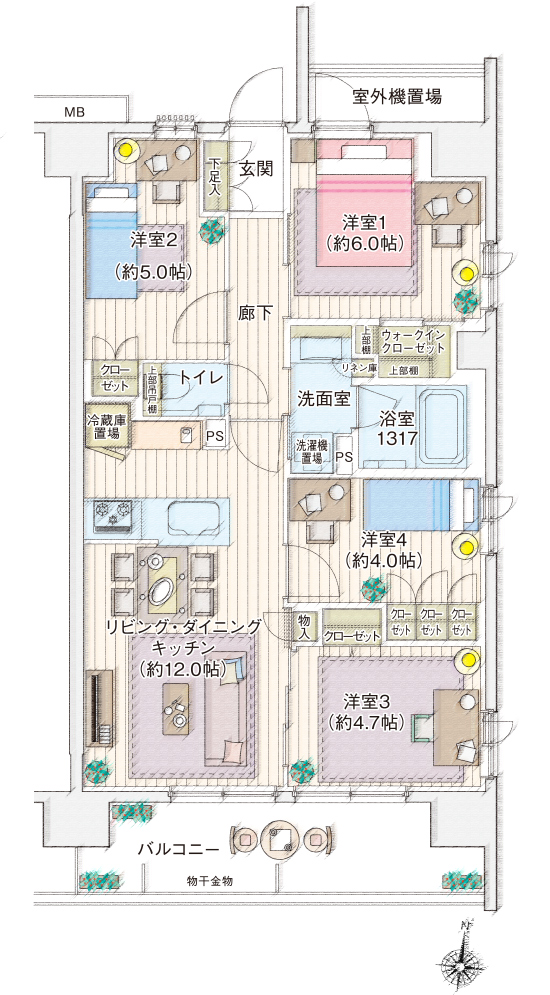 室外機置場
MB
下足入
玄関
洋室1
(約6.0帖)
洋室2
(約5.0帖)
廊下
上部棚
ウォークイン
クローゼット
上部棚
リネン庫
クロー
ゼット
上部吊戸棚
トイレ
洗面室
浴室
1317
冷蔵庫
置場
PS
洗濯機
置場
PS
洋室4
(約4.0帖)
リビング・ダイニング
キッチン
(約12.0帖)
物入
クローゼット
クロー
ゼット
クロー
ゼット
クロー
ゼット
洋室3
(約4.7帖)
バルコニー
物干金物
N